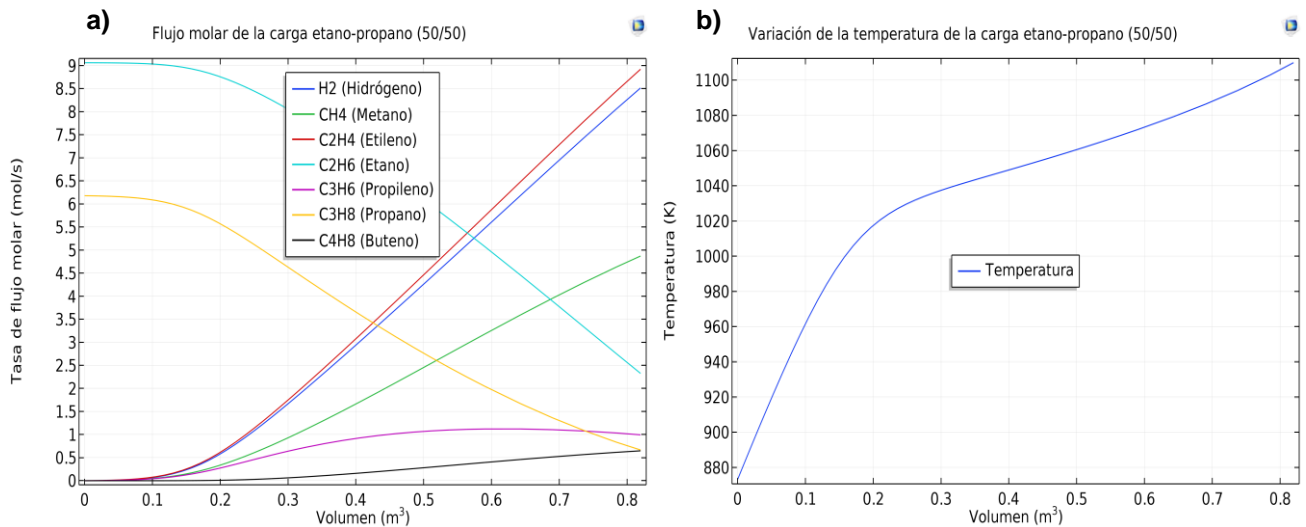 a)
Flujo molar de la carga etano-propano (50/50)
Tasa de flujo molar (mol/s)
9
8.5
8
7.5
7
6.5
6
5.5
5
4.5
4
3.5
3
2.5
2
1.5
1
0.5
0
H2 (Hidrógeno)
CH4 (Metano)
C2H4 (Etileno)
C2H6 (Etano)
C3H6 (Propileno)
C3H8 (Propano)
C4H8 (Buteno)
0 0.1 0.2 0.3 0.4 0.5 0.6 0.7 0.8
Volumen (m³)
b)
Variación de la temperatura de la carga etano-propano (50/50)
Temperatura (K)
1100
1080
1060
1040
1020
1000
980
960
940
920
900
880
Temperatura
0 0.1 0.2 0.3 0.4 0.5 0.6 0.7 0.8
Volumen (m³)